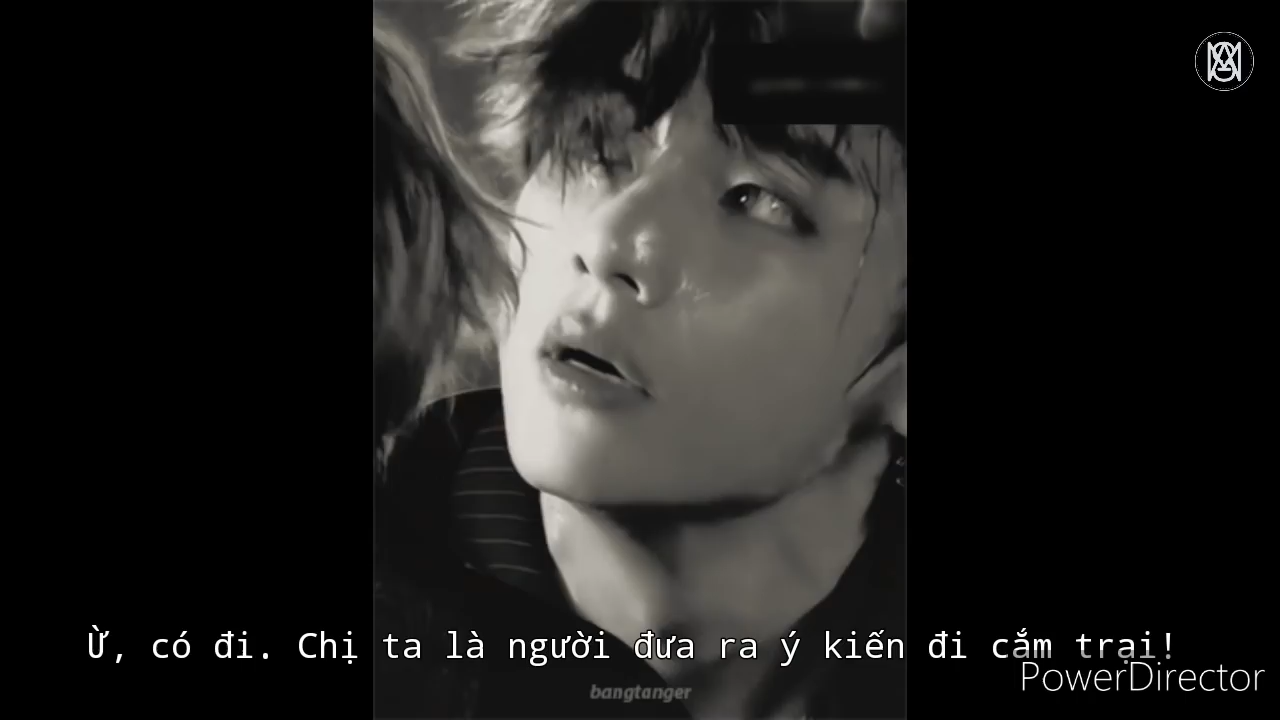 Ừ, có đi. Chị ta là người đưa ra ý kiến đi cắm trại!
PowerDirector
bangtanger